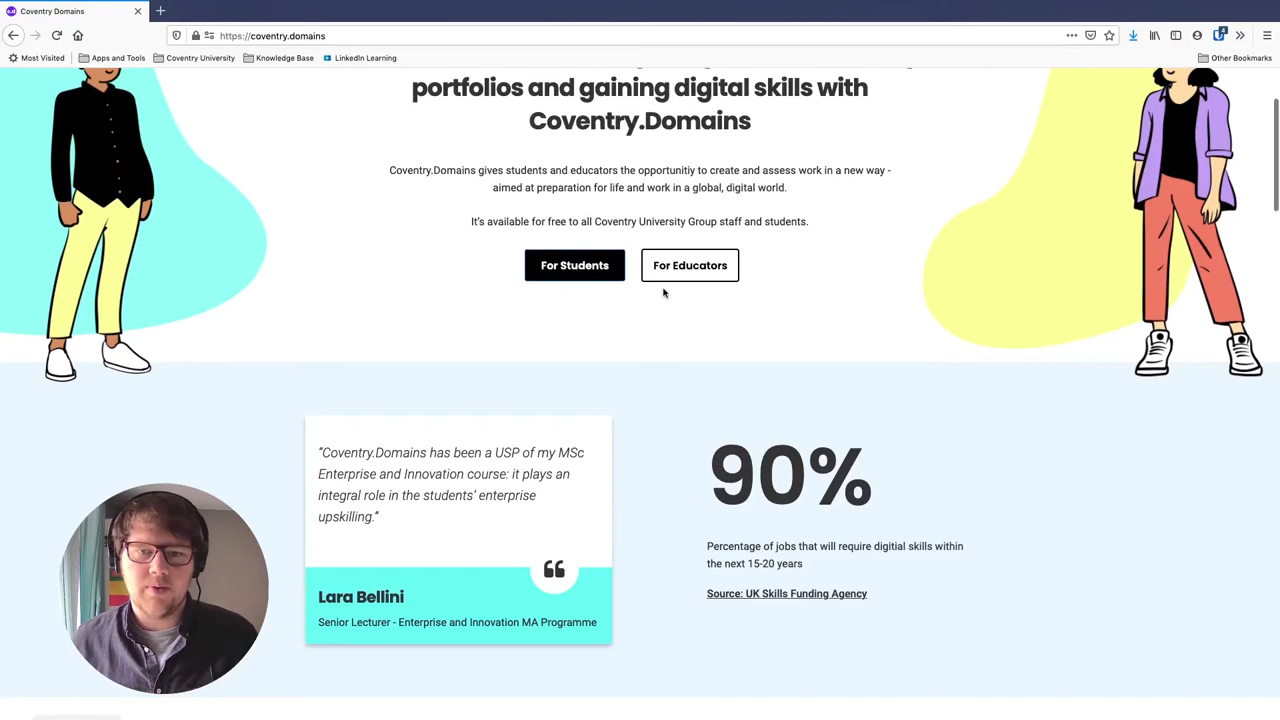 Coventry Domains
https://coventry.domains
4
Most Visited
Apps and Tools
Coventry University
Knowledge Base
LinkedIn Learning
Other Bookmarks
portfolios and gaining digital skills with
Coventry.Domains
Coventry.Domains gives students and educators the opportunitiy to create and assess work in a new way -
aimed at preparation for life and work in a global, digital world.
It's available for free to all Coventry University Group staff and students.
For Students
For Educators
"Coventry.Domains has been a USP of my MSc
Enterprise and Innovation course: it plays an
integral role in the students' enterprise
upskilling."
Lara Bellini
Senior Lecturer - Enterprise and Innovation MA Programme
90%
Percentage of jobs that will require digitial skills within
the next 15-20 years
Source: UK Skills Funding Agency